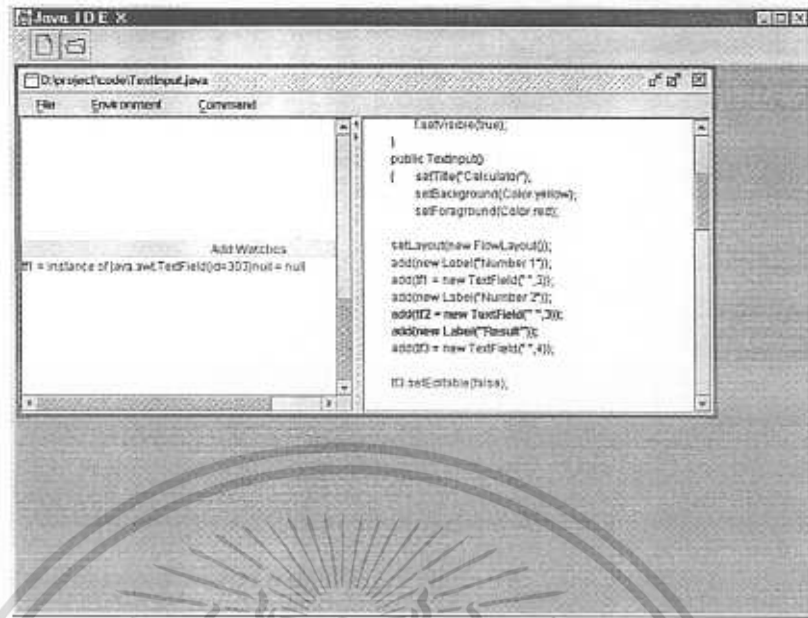 Java IDE X
D:\project\code\TextInput.java
File Environment Command
Add Watches
tf1 = instance of java.awt.TextField(id=303)null = null
f.setVisible(true);
}
public TextInput()
{ setTitle("Calculator");
setBackground(Color.yellow);
setForeground(Color.red);
setLayout(new FlowLayout());
add(new Label("Number 1"));
add(tf1 = new TextField(" ",3));
add(new Label("Number 2"));
add(tf2 = new TextField(" ",3));
add(new Label("Result"));
add(tf3 = new TextField(" ",4));
tf3.setEditable(false);